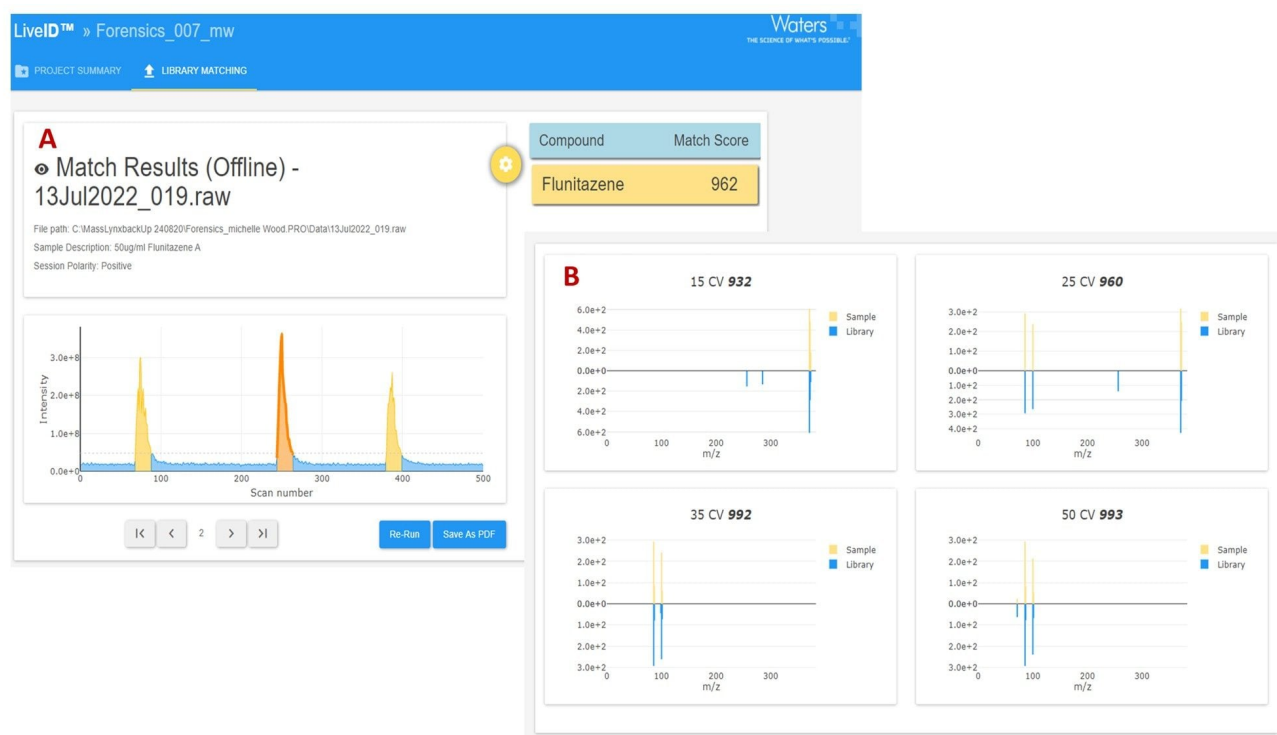 LiveID™ » Forensics_007_mw
Waters
THE SCIENCE OF WHAT'S POSSIBLE.®
PROJECT SUMMARY
LIBRARY MATCHING
A
Match Results (Offline) -
13Jul2022_019.raw
File path: C:\MassLynxbackUp 240820\Forensics_michelle Wood.PRO\Data\13Jul2022_019.raw
Sample Description: 50ug/ml Flunitazene A
Session Polarity: Positive
Compound Match Score
Flunitazene 962
3.0e+8
2.0e+8
1.0e+8
0.0e+0
Intensity
0 100 200 300 400 500
Scan number
2
Re-Run
Save As PDF
B
15 CV 932
6.0e+2
4.0e+2
2.0e+2
0.0e+0
2.0e+2
4.0e+2
6.0e+2
0 100 200 300
m/z
Sample
Library
25 CV 960
3.0e+2
2.0e+2
1.0e+2
0.0e+0
1.0e+2
2.0e+2
3.0e+2
4.0e+2
0 100 200 300
m/z
Sample
Library
35 CV 992
3.0e+2
2.0e+2
1.0e+2
0.0e+0
1.0e+2
2.0e+2
3.0e+2
0 100 200 300
m/z
Sample
Library
50 CV 993
3.0e+2
2.0e+2
1.0e+2
0.0e+0
1.0e+2
2.0e+2
3.0e+2
0 100 200 300
m/z
Sample
Library